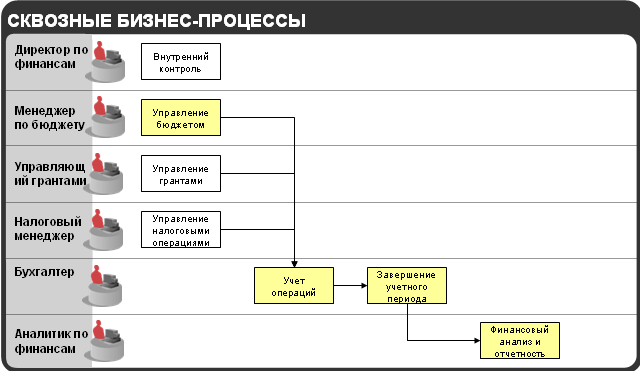 СКВОЗНЫЕ БИЗНЕС-ПРОЦЕССЫ
Директор по
финансам
Внутренний
контроль
Менеджер
по бюджету
Управление
бюджетом
Управляющ
ий грантами
Управление
грантами
Налоговый
менеджер
Управление
налоговыми
операциями
Бухгалтер
Учет
операций
Завершение
учетного
периода
Аналитик по
финансам
Финансовый
анализ и
отчетность